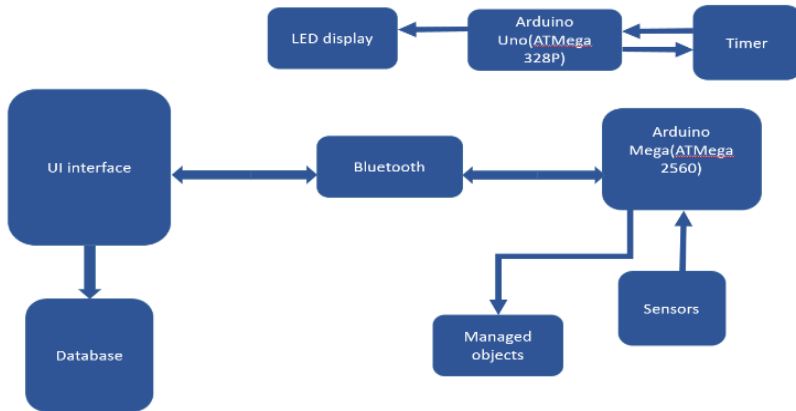 LED display
Arduino
Uno(ATMega
328P)
Timer
UI interface
Bluetooth
Arduino
Mega(ATMega
2560)
Database
Managed
objects
Sensors